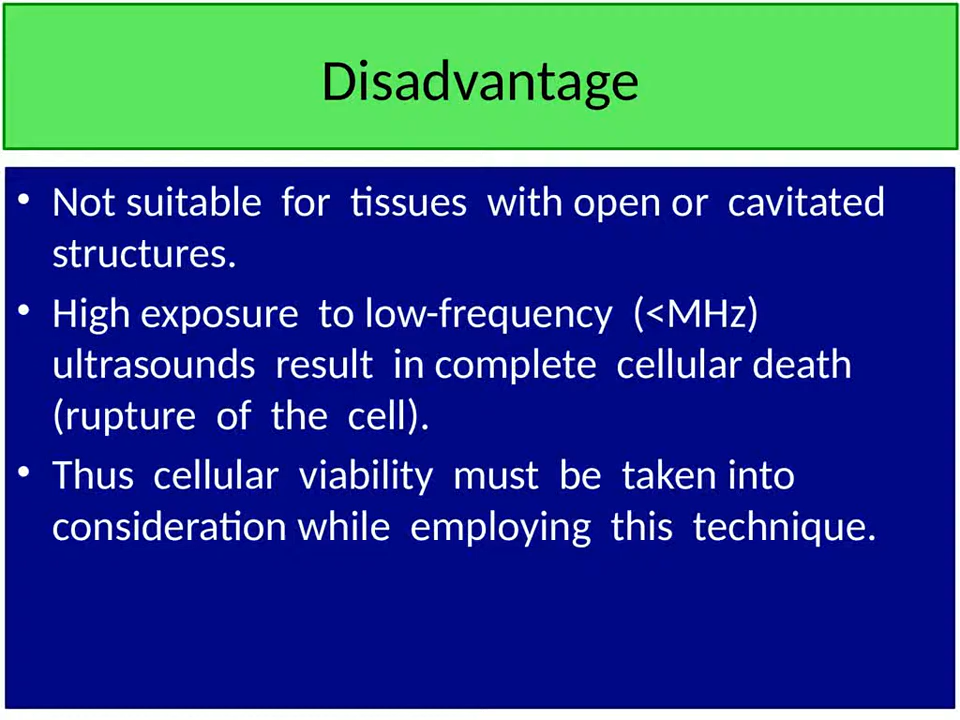 Disadvantage
• Not suitable for tissues with open or cavitated
structures.
• High exposure to low-frequency (<MHz)
ultrasounds result in complete cellular death
(rupture of the cell).
• Thus cellular viability must be taken into
consideration while employing this technique.